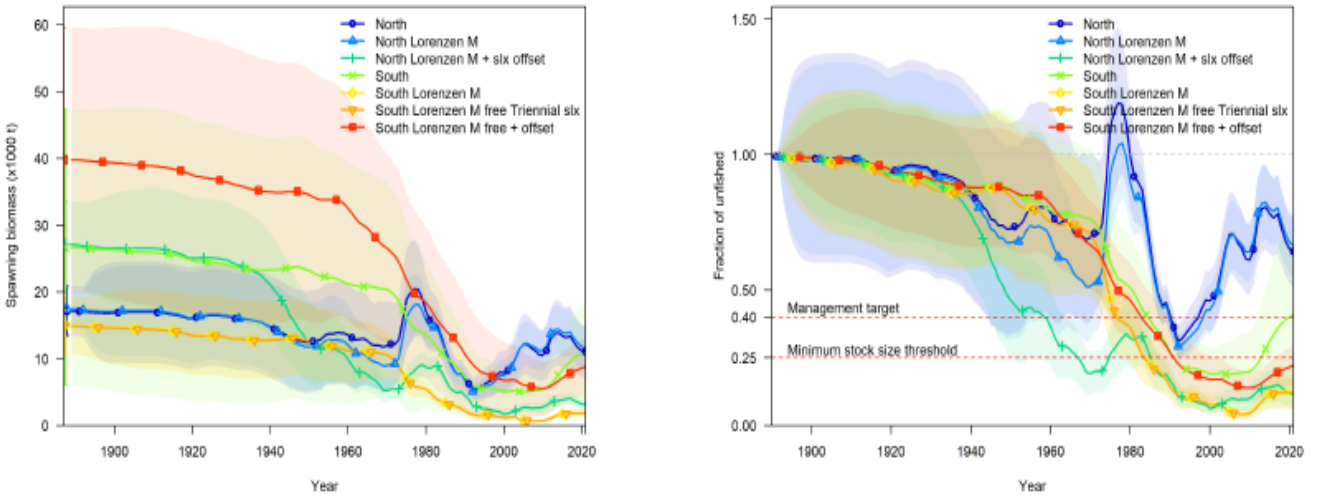 Spawning biomass (x1000 t)
60
50
40
30
20
10
0
1900
1920
1940
1960
1980
2000
2020
Year
North
North Lorenzen M
North Lorenzen M + slx offset
South
South Lorenzen M
South Lorenzen M free Triennial slx
South Lorenzen M free + offset
Fraction of unfished
1.50
1.00
0.50
0.40
0.25
0.00
1900
1920
1940
1960
1980
2000
2020
Year
North
North Lorenzen M
North Lorenzen M + slx offset
South
South Lorenzen M
South Lorenzen M free Triennial slx
South Lorenzen M free + offset
Management target
Minimum stock size threshold